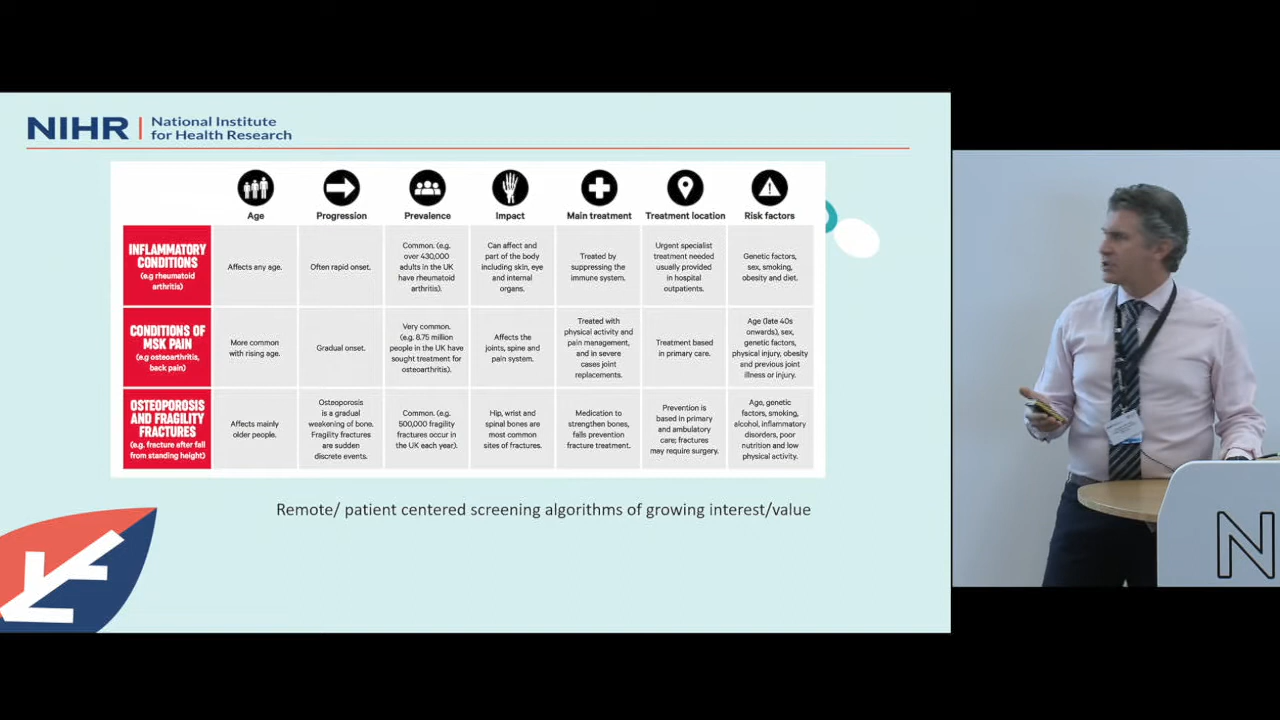 NIHR | National Institute
for Health Research
Age Progression Prevalence Impact Main treatment Treatment location Risk factors
INFLAMMATORY
CONDITIONS
(e.g rheumatoid
arthritis)
Affects any age.
Often rapid onset.
Common. (e.g.
over 430,000
adults in the UK
have rheumatoid
arthritis).
Can affect and
part of the body
including skin, eye
and internal
organs.
Treated by
suppressing the
immune system.
Urgent specialist
treatment needed
usually provided
in hospital
outpatients.
Genetic factors,
sex, smoking,
obesity and diet.
CONDITIONS OF
MSK PAIN
(e.g osteoarthritis,
back pain)
More common
with rising age.
Gradual onset.
Very common.
(e.g. 8.75 million
people in the UK have
sought treatment for
osteoarthritis).
Affects the
joints, spine and
pain system.
Treated with
physical activity and
pain management,
and in severe
cases joint
replacements.
Treatment based
in primary care.
Age (late 40s
onwards), sex,
genetic factors,
physical injury, obesity
and previous joint
illness or injury.
OSTEOPOROSIS
AND FRAGILITY
FRACTURES
(e.g. fracture after fall
from standing height)
Affects mainly
older people.
Osteoporosis
is a gradual
weakening of bone.
Fragility fractures
are sudden
discrete events.
Common. (e.g.
500,000 fragility
fractures occur in
the UK each year).
Hip, wrist and
spinal bones are
most common
sites of fractures.
Medication to
strengthen bones,
falls prevention
fracture treatment.
Prevention is
based in primary
and ambulatory
care; fractures
may require surgery.
Age, genetic
factors, smoking,
alcohol, inflammatory
disorders, poor
nutrition and low
physical activity.
Remote/ patient centered screening algorithms of growing interest/value
N